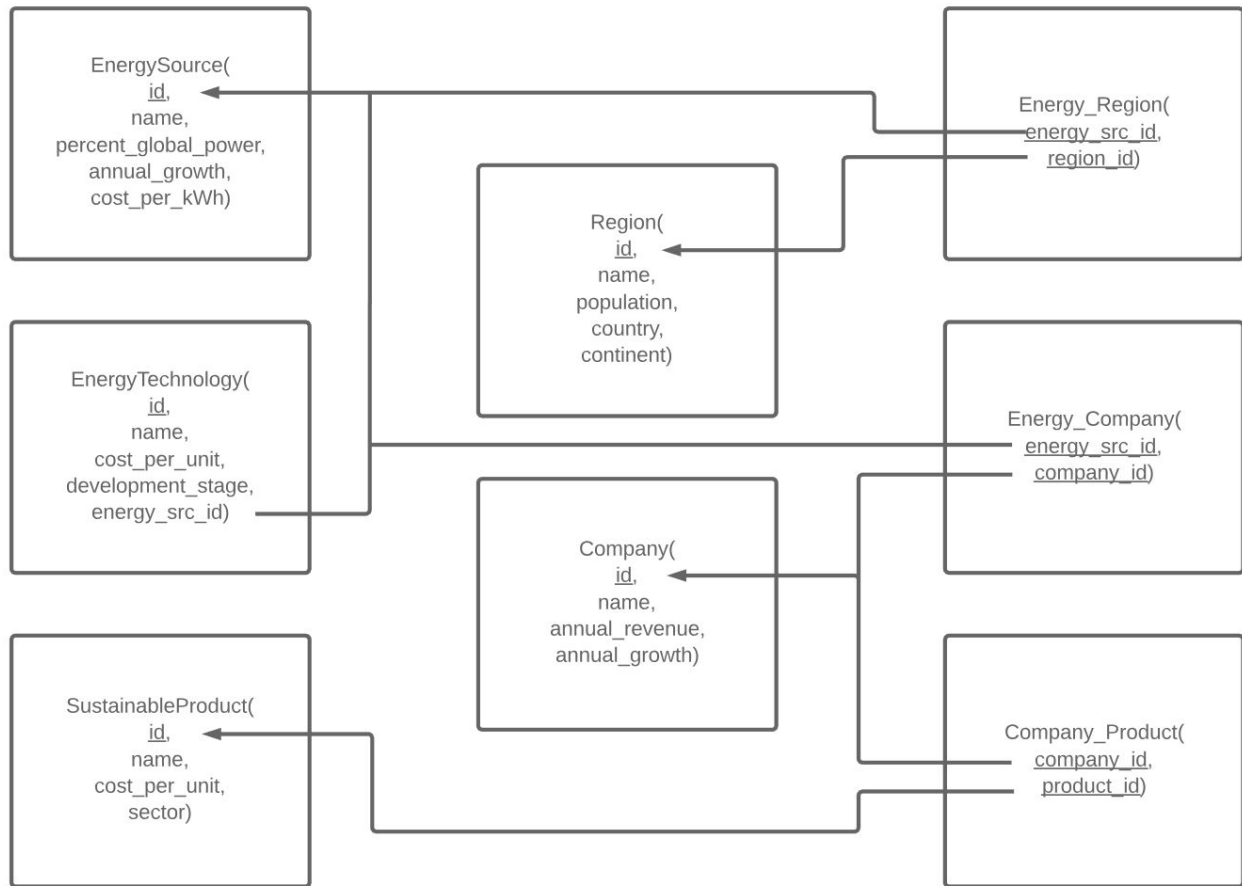 EnergySource(
id,
name,
percent_global_power,
annual_growth,
cost_per_kWh)
Energy_Region(
energy_src_id,
region_id)
Region(
id,
name,
population,
country,
continent)
EnergyTechnology(
id,
name,
cost_per_unit,
development_stage,
energy_src_id)
Energy_Company(
energy_src_id,
company_id)
Company(
id,
name,
annual_revenue,
annual_growth)
SustainableProduct(
id,
name,
cost_per_unit,
sector)
Company_Product(
company_id,
product_id)